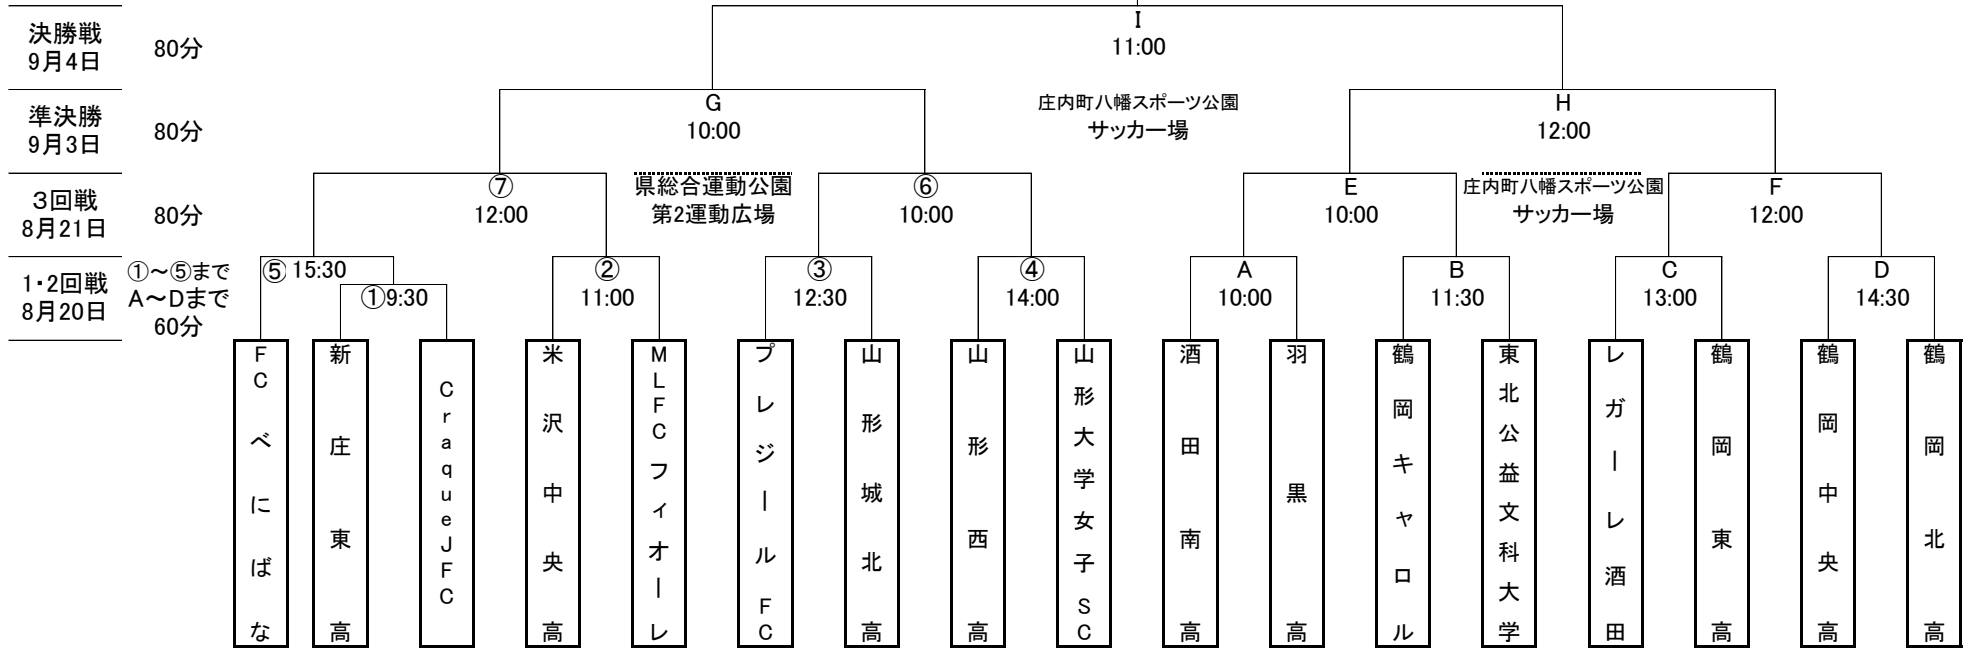 決勝戦
9月4日
80分
I
11:00
準決勝
9月3日
80分
G
10:00
庄内町八幡スポーツ公園
サッカー場
H
12:00
3回戦
8月21日
80分
⑦
12:00
県総合運動公園
第2運動広場
⑥
10:00
E
10:00
庄内町八幡スポーツ公園
サッカー場
F
12:00
1・2回戦
8月20日
①～⑤まで
A～Dまで
60分
⑤ 15:30
①9:30
②
11:00
③
12:30
④
14:00
A
10:00
B
11:30
C
13:00
D
14:30
FCべにばな
新庄東高
CraqueJFC
米沢中央高
MLFCフィオーレ
プレジールFC
山形城北高
山形西高
山形大学女子SC
酒田南高
羽黒高
鶴岡キャロル
東北公益文科大学
レガーレ酒田
鶴岡東高
鶴岡中央高
鶴岡北高